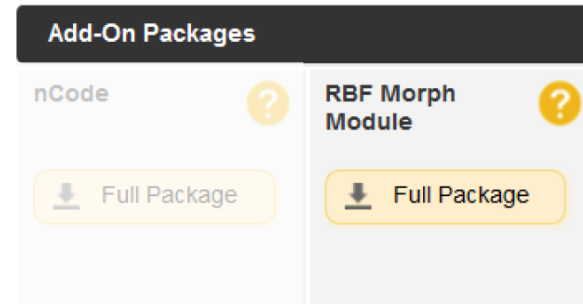 Add-On Packages
nCode
?
RBF Morph
Module
?
Full Package
Full Package